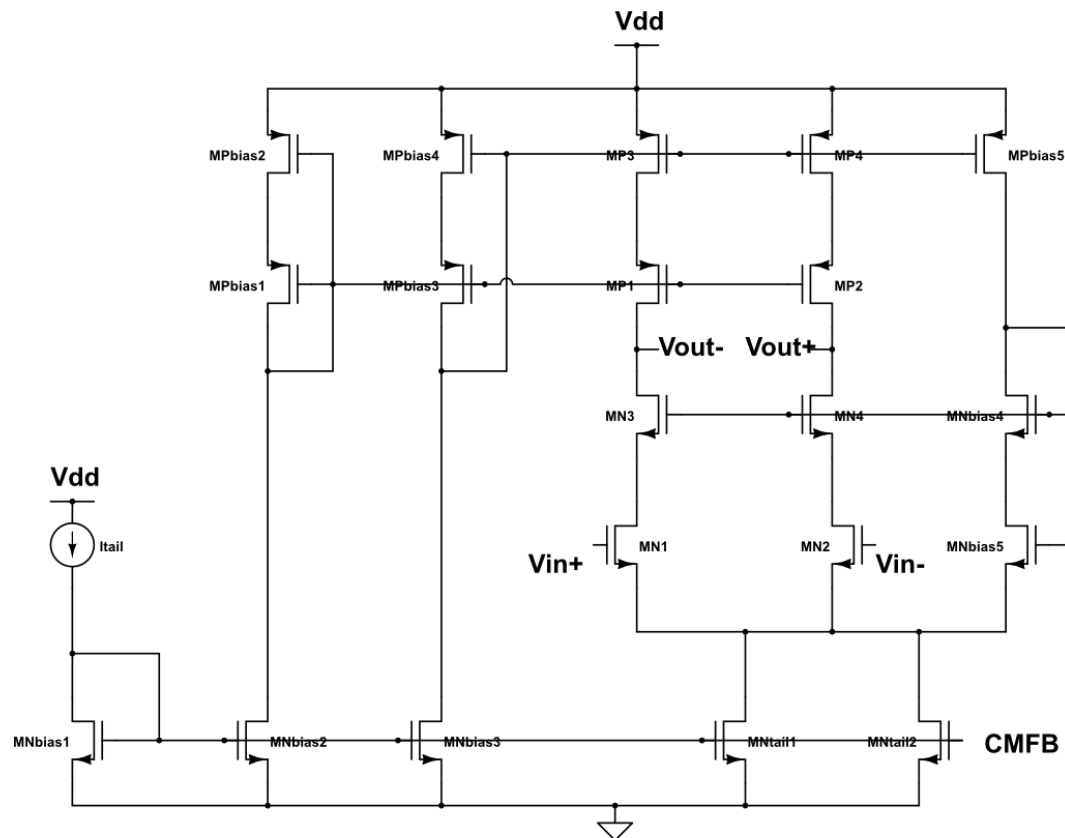 Vdd
MPbias2
MPbias4
MP3
MP4
MPbias5
MPbias1
MPbias3
MP1
MP2
Vout-
Vout+
MN3
MN4
MNbias4
Vdd
Itail
MN1
MN2
MNbias5
Vin+
Vin-
MNbias1
MNbias2
MNbias3
MNtail1
MNtail2
CMFB